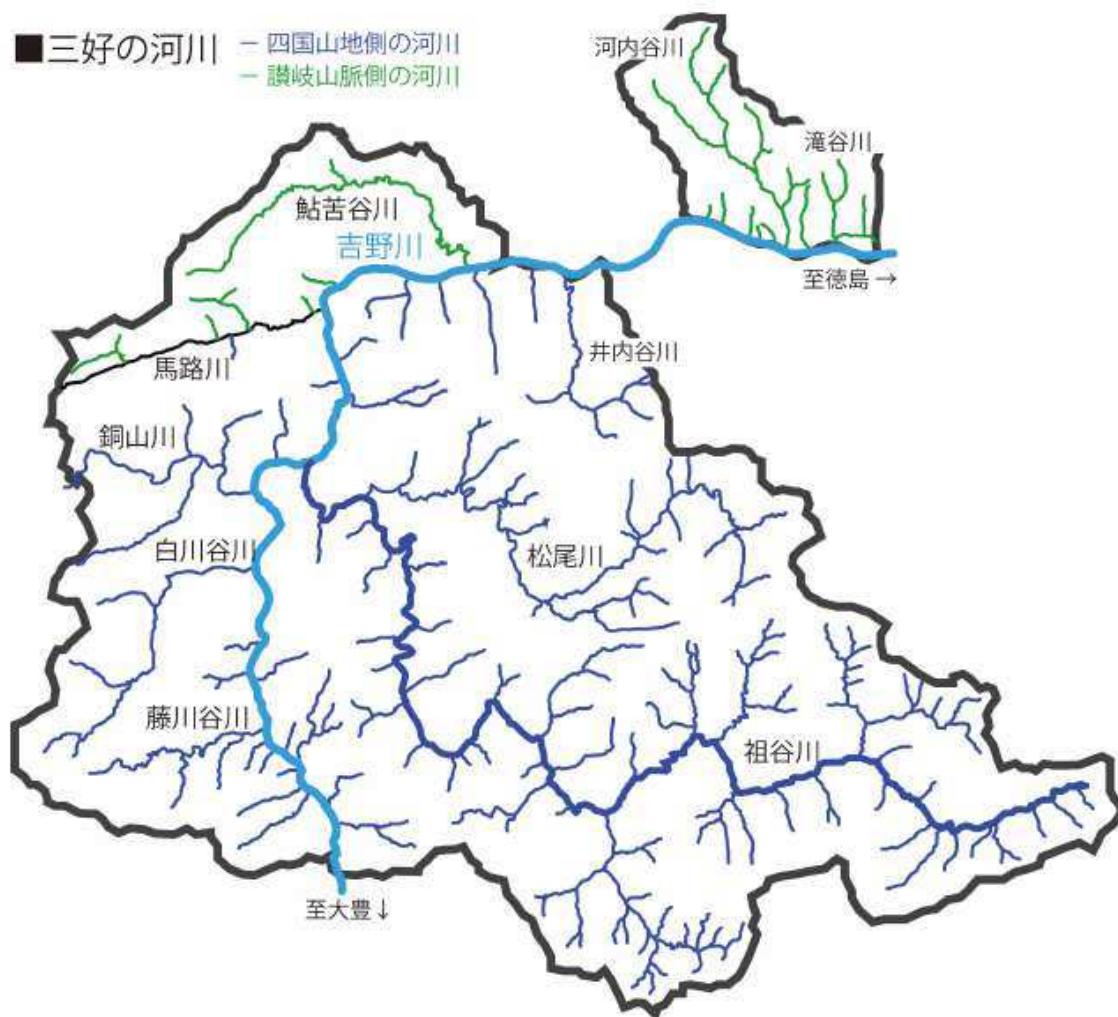 ■三好の河川
─ 四国山地側の河川
─ 讃岐山脈側の河川
河内谷川
滝谷川
鮎苦谷川
吉野川
至徳島→
馬路川
井内谷川
銅山川
白川谷川
松尾川
藤川谷川
祖谷川
至大豊↓